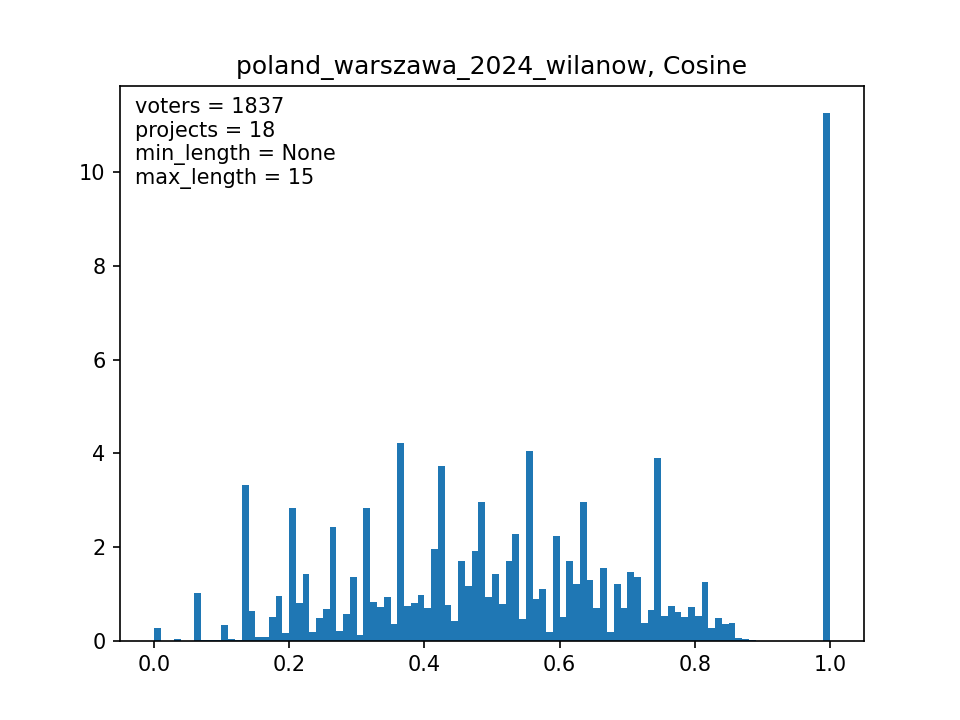 poland_warszawa_2024_wilanow, Cosine
voters = 1837
projects = 18
min_length = None
max_length = 15
10
8
6
4
2
0
0.0 0.2 0.4 0.6 0.8 1.0